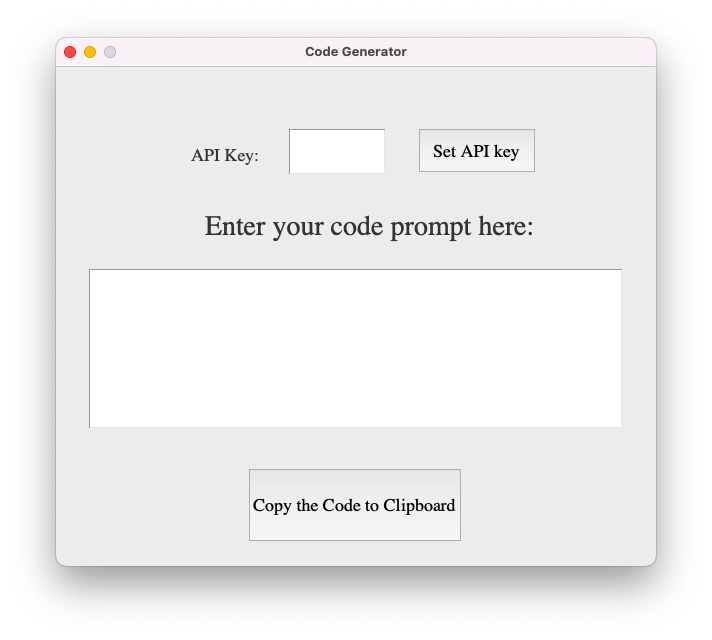 Code Generator
API Key:
Set API key
Enter your code prompt here:
Copy the Code to Clipboard